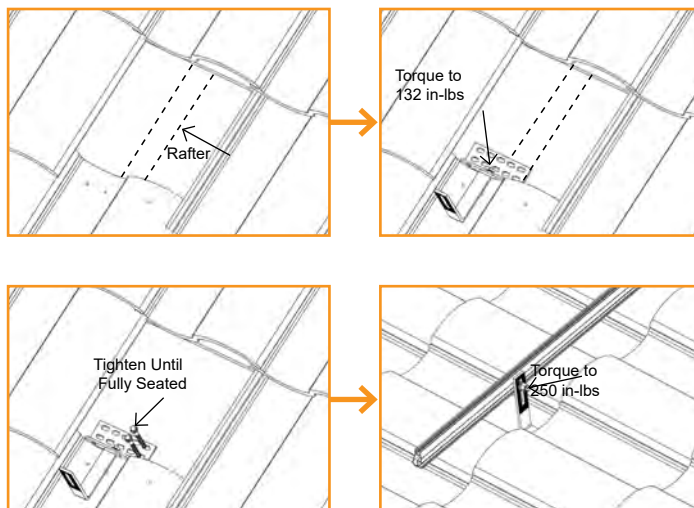 Rafter
Torque to
132 in-lbs
Tighten Until
Fully Seated
Torque to
250 in-lbs